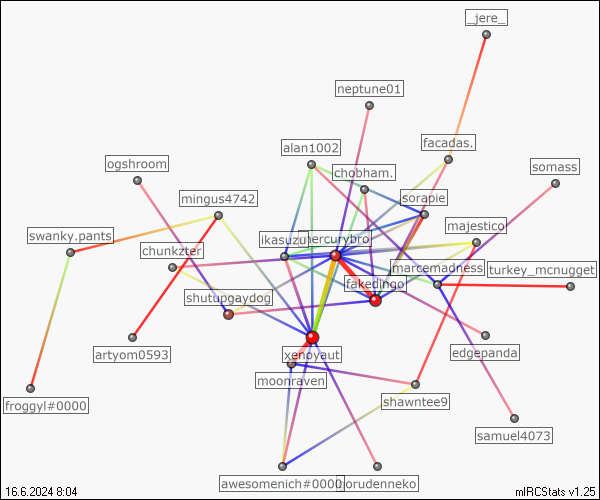 _jere_
neptune01
alan1002
facadas.
ogshroom
chobham.
somass
mingus4742
sorapie
swanky.pants
majestico
ikasuzu
mercurybro
chunkzter
marcemadness
turkey_mcnugget
fakedingo
shutupgaydog
artyom0593
xenoyaut
edgepanda
moonraven
froggyl#0000
shawntee9
samuel4073
awesomenich#0000
orudenneko
16.6.2024 8:04
mIRCStats v1.25